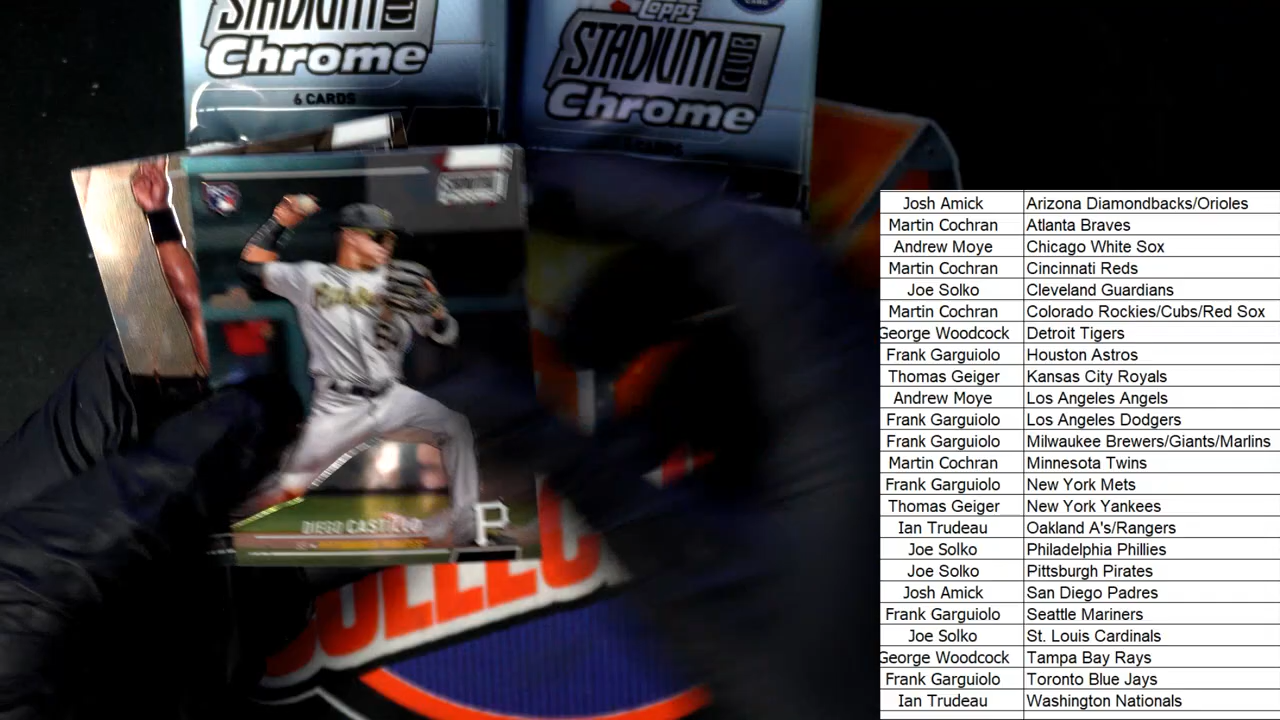 STADIUM CLUB
Chrome
6 CARDS
Topps
STADIUM CLUB
Chrome
STADIUM
CHROME
DIEGO CASTILLO
P
COLLEC
Josh Amick Arizona Diamondbacks/Orioles
Martin Cochran Atlanta Braves
Andrew Moye Chicago White Sox
Martin Cochran Cincinnati Reds
Joe Solko Cleveland Guardians
Martin Cochran Colorado Rockies/Cubs/Red Sox
George Woodcock Detroit Tigers
Frank Garguiolo Houston Astros
Thomas Geiger Kansas City Royals
Andrew Moye Los Angeles Angels
Frank Garguiolo Los Angeles Dodgers
Frank Garguiolo Milwaukee Brewers/Giants/Marlins
Martin Cochran Minnesota Twins
Frank Garguiolo New York Mets
Thomas Geiger New York Yankees
Ian Trudeau Oakland A's/Rangers
Joe Solko Philadelphia Phillies
Joe Solko Pittsburgh Pirates
Josh Amick San Diego Padres
Frank Garguiolo Seattle Mariners
Joe Solko St. Louis Cardinals
George Woodcock Tampa Bay Rays
Frank Garguiolo Toronto Blue Jays
Ian Trudeau Washington Nationals